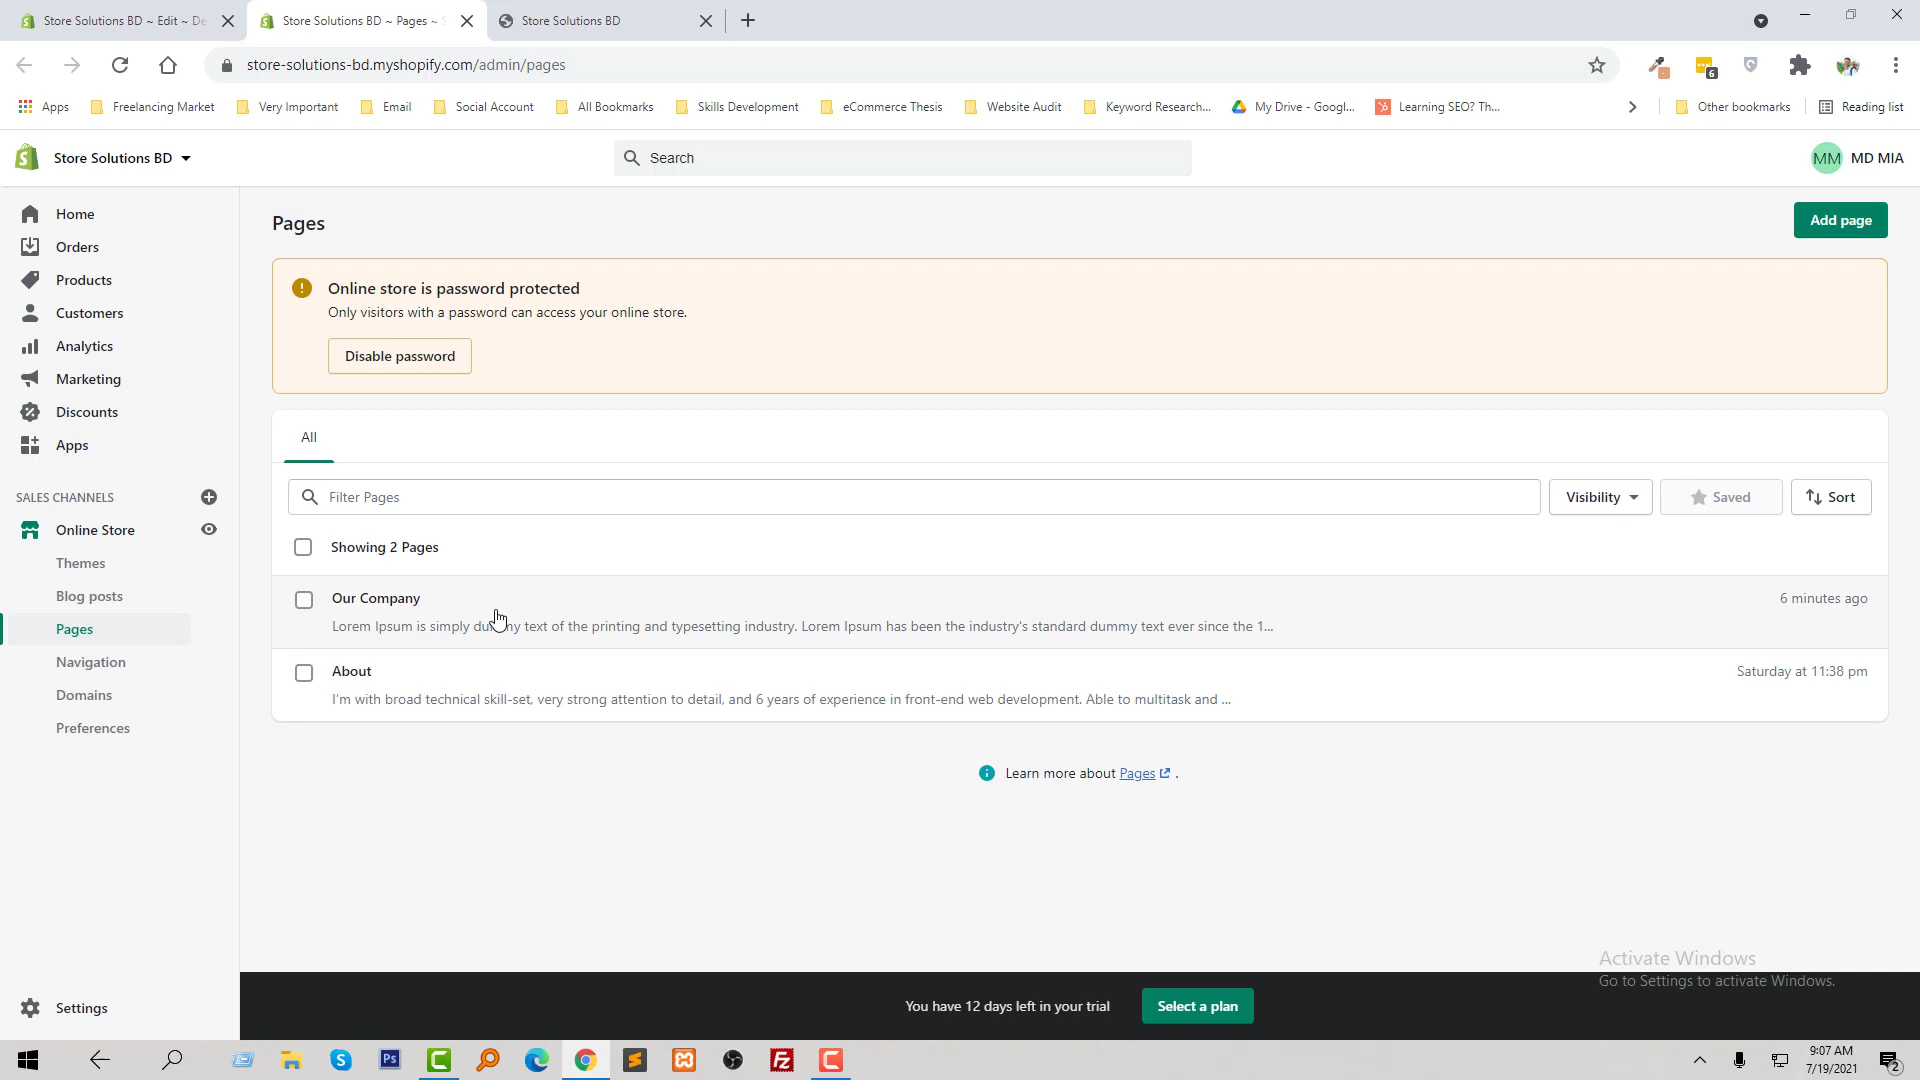 Store Solutions BD ~ Edit ~ De
Store Solutions BD ~ Pages ~ S
Store Solutions BD
store-solutions-bd.myshopify.com/admin/pages
6
Apps
Freelancing Market
Very Important
Email
Social Account
All Bookmarks
Skills Development
eCommerce Thesis
Website Audit
Keyword Research...
My Drive - Googl...
Learning SEO? Th...
Other bookmarks
Reading list
Store Solutions BD
Search
MM
MD MIA
Home
Orders
Products
Customers
Analytics
Marketing
Discounts
Apps
SALES CHANNELS
Online Store
Themes
Blog posts
Pages
Navigation
Domains
Preferences
Settings
Pages
Add page
Online store is password protected
Only visitors with a password can access your online store.
Disable password
All
Filter Pages
Visibility
Saved
Sort
Showing 2 Pages
Our Company
6 minutes ago
Lorem Ipsum is simply dummy text of the printing and typesetting industry. Lorem Ipsum has been the industry's standard dummy text ever since the 1...
About
Saturday at 11:38 pm
I'm with broad technical skill-set, very strong attention to detail, and 6 years of experience in front-end web development. Able to multitask and ...
Learn more about Pages .
Activate Windows
Go to Settings to activate Windows.
You have 12 days left in your trial
Select a plan
Ps
9:07 AM
7/19/2021
2